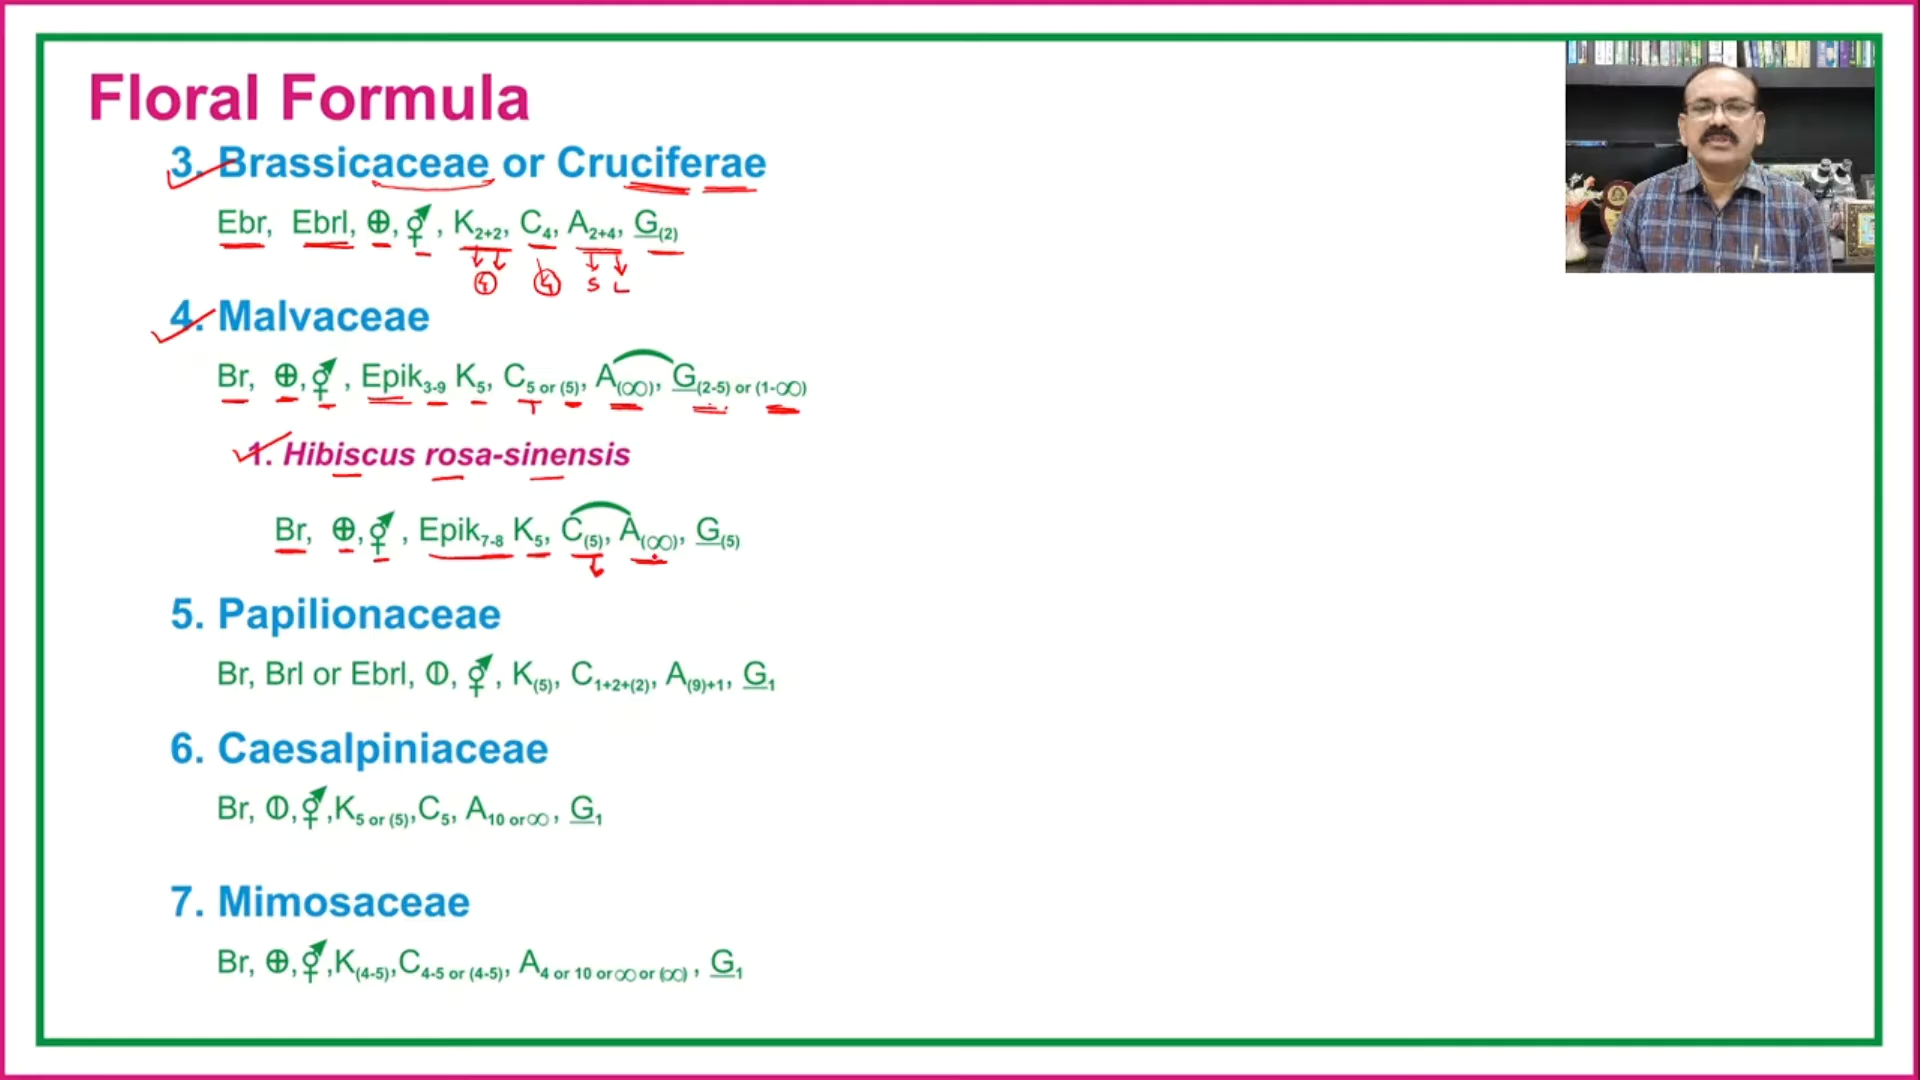 Floral Formula
3. Brassicaceae or Cruciferae
Ebr, Ebrl, ⊕, ⚥, K2+2, C4, A2+4, G(2)
4 4 S L
4. Malvaceae
Br, ⊕, ⚥, Epik3-9 K5, C5 or (5), A(∞), G(2-5) or (1-∞)
1. Hibiscus rosa-sinensis
Br, ⊕, ⚥, Epik7-8 K5, C(5), A(∞), G(5)
5. Papilionaceae
Br, Brl or Ebrl, ⦶, ⚥, K(5), C1+2+(2), A(9)+1, G1
6. Caesalpiniaceae
Br, ⦶, ⚥, K5 or (5), C5, A10 or ∞, G1
7. Mimosaceae
Br, ⊕, ⚥, K(4-5), C4-5 or (4-5), A4 or 10 or ∞ or (∞), G1